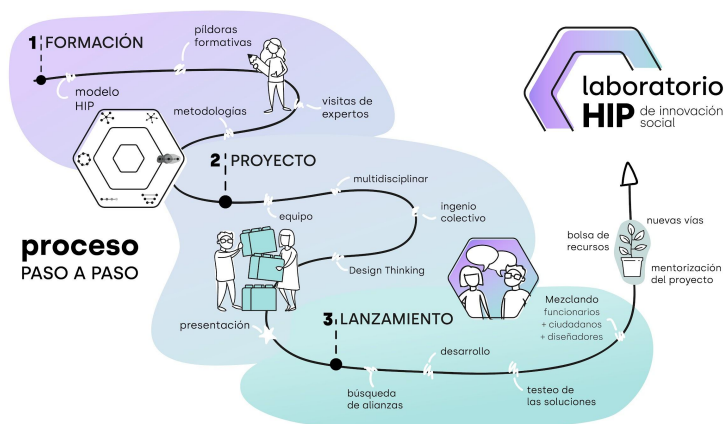 1 FORMACIÓN
píldoras
formativas
modelo
HIP
metodologías
visitas de
expertos
laboratorio
HIP de innovación
social
2 PROYECTO
multidisciplinar
equipo
ingenio
colectivo
Design Thinking
presentación
proceso
PASO A PASO
3 LANZAMIENTO
búsqueda
de alianzas
desarrollo
testeo de
las soluciones
Mezclando
funcionarios
+ ciudadanos
+ diseñadores
bolsa de
recursos
nuevas vías
mentorización
del proyecto